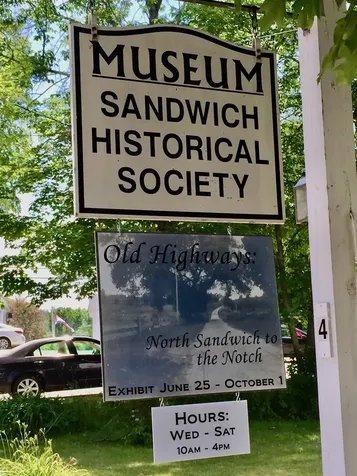 MUSEUM
SANDWICH
HISTORICAL
SOCIETY
Old Highways:
North Sandwich to
the Notch
EXHIBIT JUNE 25 - OCTOBER 1
HOURS:
WED - SAT
10AM - 4PM
4